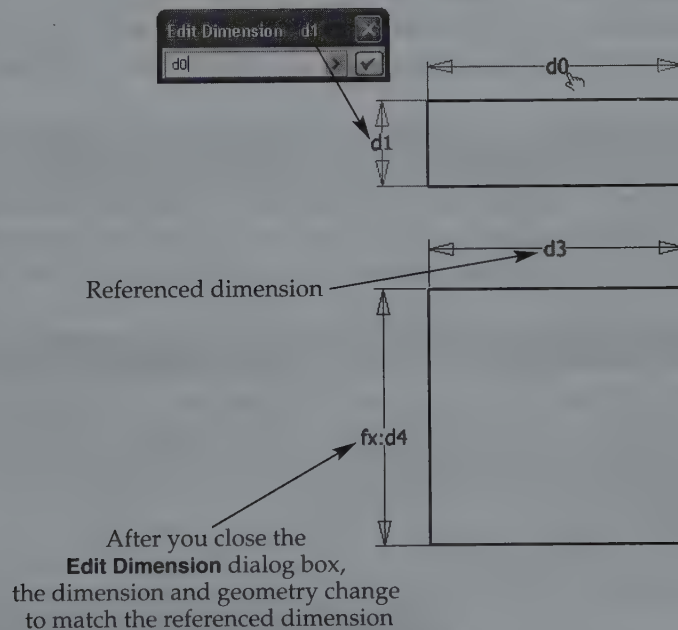 Edit Dimension d1
d0
d0
d1
d3
Referenced dimension
fx:d4
After you close the
Edit Dimension dialog box,
the dimension and geometry change
to match the referenced dimension